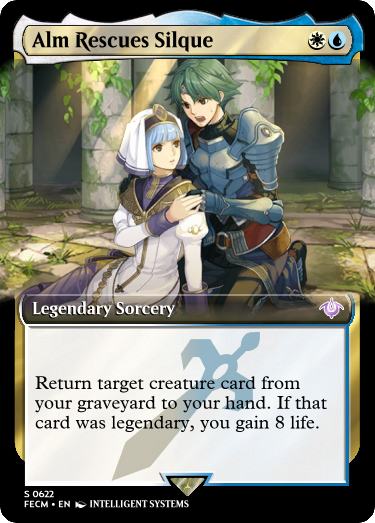 Alm Rescues Silque
Legendary Sorcery
Return target creature card from
your graveyard to your hand. If that
card was legendary, you gain 8 life.
S 0622
FECM • EN INTELLIGENT SYSTEMS